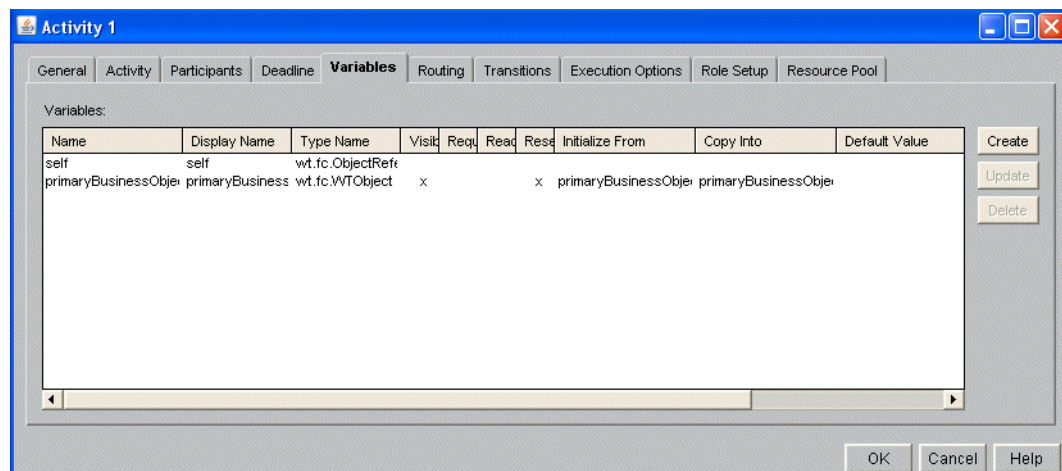 Activity 1
General Activity Participants Deadline Variables Routing Transitions Execution Options Role Setup Resource Pool
Variables:
Name Display Name Type Name Visib Requ Read Rese Initialize From Copy Into Default Value Create
self self wt.fc.ObjectRefe
primaryBusinessObje primaryBusiness wt.fc.WTObject x x primaryBusinessObje primaryBusinessObje Update
Delete
OK Cancel Help